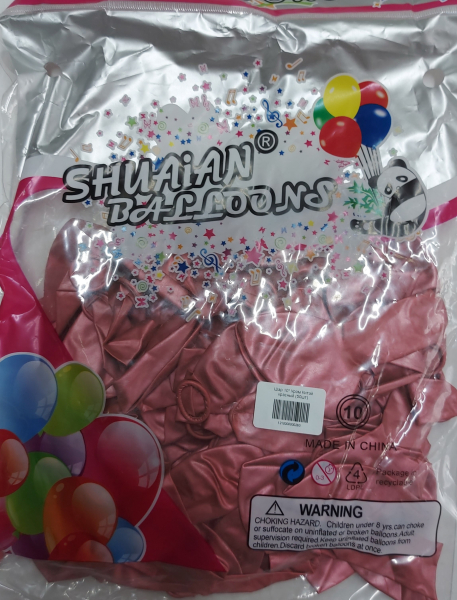 SHUAiAN®
BALLOONS
10
MADE IN CHINA
0-3
4
LDPE
Package is
recyclable
WARNING
CHOKING HAZARD. Children under 8 yrs.can choke
or suffocate on uninflated or broken balloons.Adult
supervision required.Keep uninflated balloons from
children.Discard broken balloons at once.